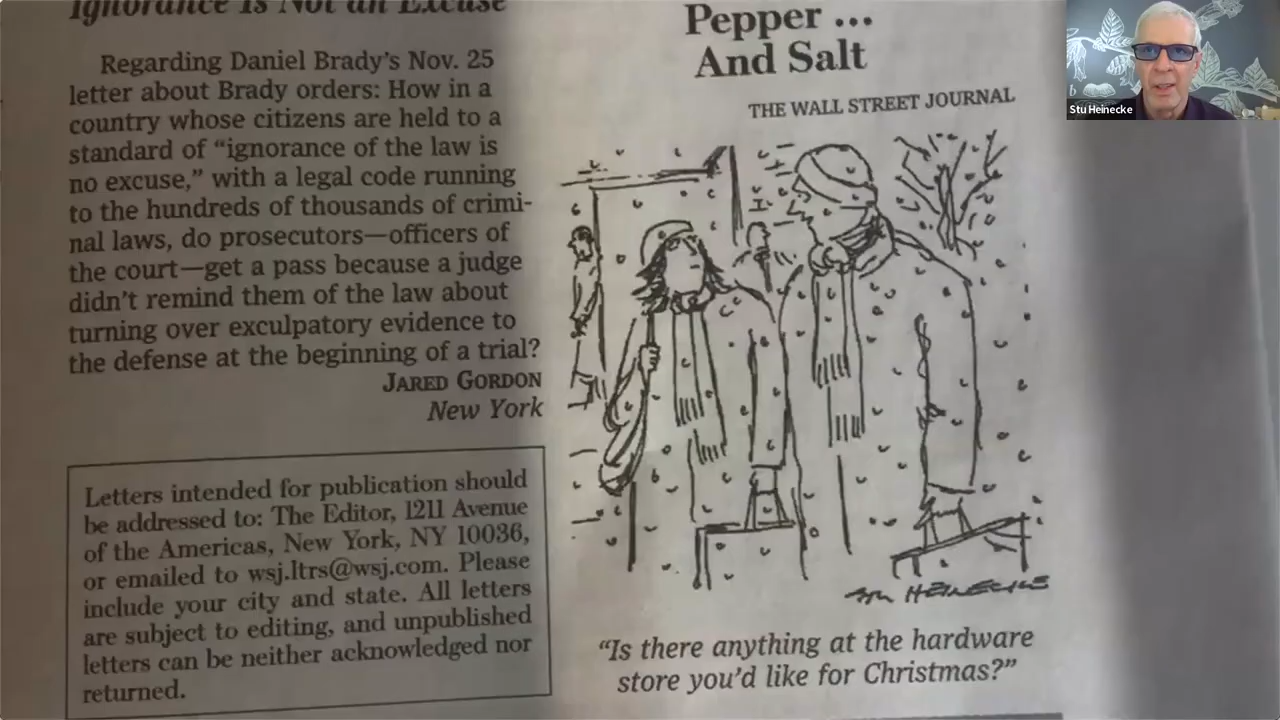 Ignorance Is Not an Excuse
Regarding Daniel Brady's Nov. 25
letter about Brady orders: How in a
country whose citizens are held to a
standard of “ignorance of the law is
no excuse,” with a legal code running
to the hundreds of thousands of crimi-
nal laws, do prosecutors—officers of
the court—get a pass because a judge
didn't remind them of the law about
turning over exculpatory evidence to
the defense at the beginning of a trial?
JARED GORDON
New York
Letters intended for publication should
be addressed to: The Editor, 1211 Avenue
of the Americas, New York, NY 10036,
or emailed to wsj.ltrs@wsj.com. Please
include your city and state. All letters
are subject to editing, and unpublished
letters can be neither acknowledged nor
returned.
Pepper ...
And Salt
THE WALL STREET JOURNAL
STU HEINECKE
“Is there anything at the hardware
store you'd like for Christmas?”
Stu Heinecke